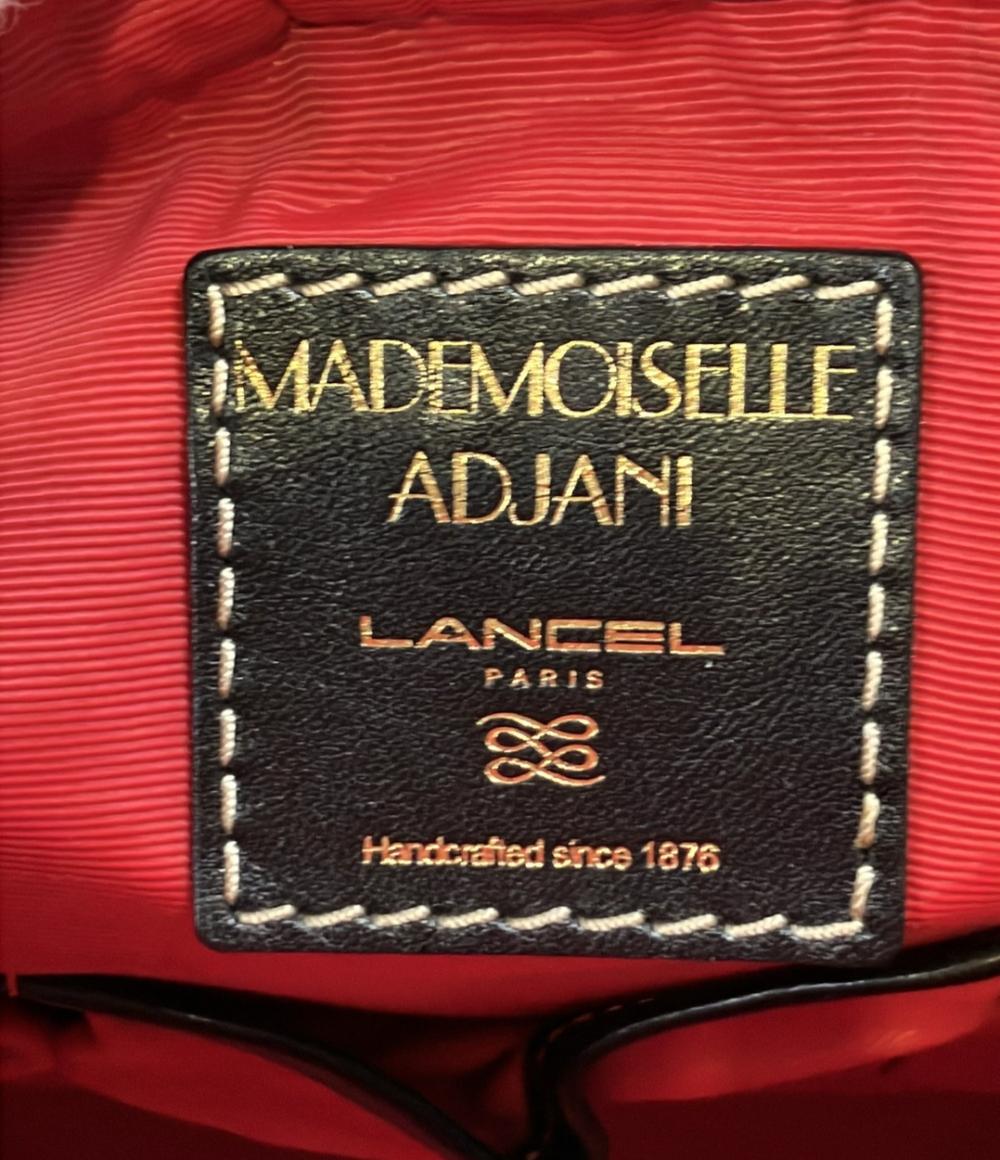 MADEMOISELLE
ADJANI
LANCEL
PARIS
Handcrafted since 1876